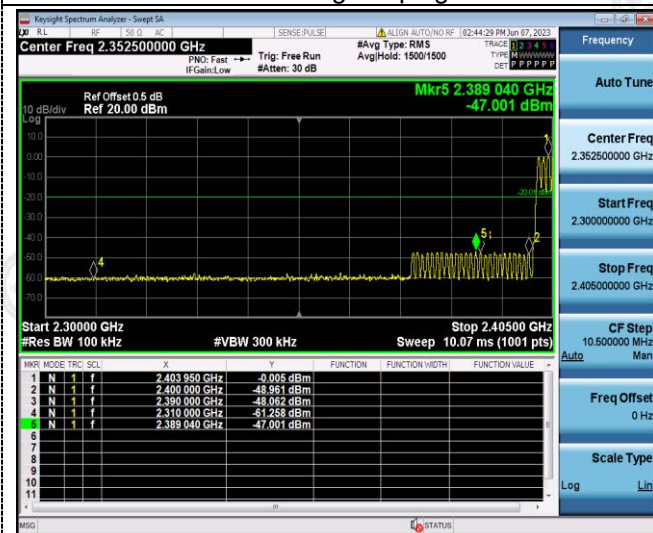 Keysight Spectrum Analyzer - Swept SA
RL RF 50 Ω AC SENSE:PULSE ALIGN AUTO/NO RF 02:44:29 PM Jun 07, 2023
Center Freq 2.352500000 GHz
PNO: Fast Trig: Free Run
IFGain:Low #Atten: 30 dB
#Avg Type: RMS
Avg|Hold: 1500/1500
TRACE 1 2 3 4 5 6
TYPE M W W W W W
DET P P P P P P
Ref Offset 0.5 dB
10 dB/div Ref 20.00 dBm
Log
Mkr5 2.389 040 GHz
-47.001 dBm
10.0
0.00
-10.0
-20.0
-30.0
-40.0
-50.0
-60.0
-70.0
1
5
2
4
Start 2.30000 GHz Stop 2.40500 GHz
#Res BW 100 kHz #VBW 300 kHz Sweep 10.07 ms (1001 pts)
MKR MODE TRC SCL X Y FUNCTION FUNCTION WIDTH FUNCTION VALUE
1 N 1 f 2.403 950 GHz -0.005 dBm
2 N 1 f 2.400 000 GHz -48.961 dBm
3 N 1 f 2.390 000 GHz -48.062 dBm
4 N 1 f 2.310 000 GHz -61.258 dBm
5 N 1 f 2.389 040 GHz -47.001 dBm
6
7
8
9
10
11
MSG STATUS
Frequency
Auto Tune
Center Freq
2.352500000 GHz
Start Freq
2.300000000 GHz
Stop Freq
2.405000000 GHz
CF Step
10.500000 MHz
Auto Man
Freq Offset
0 Hz
Scale Type
Log Lin